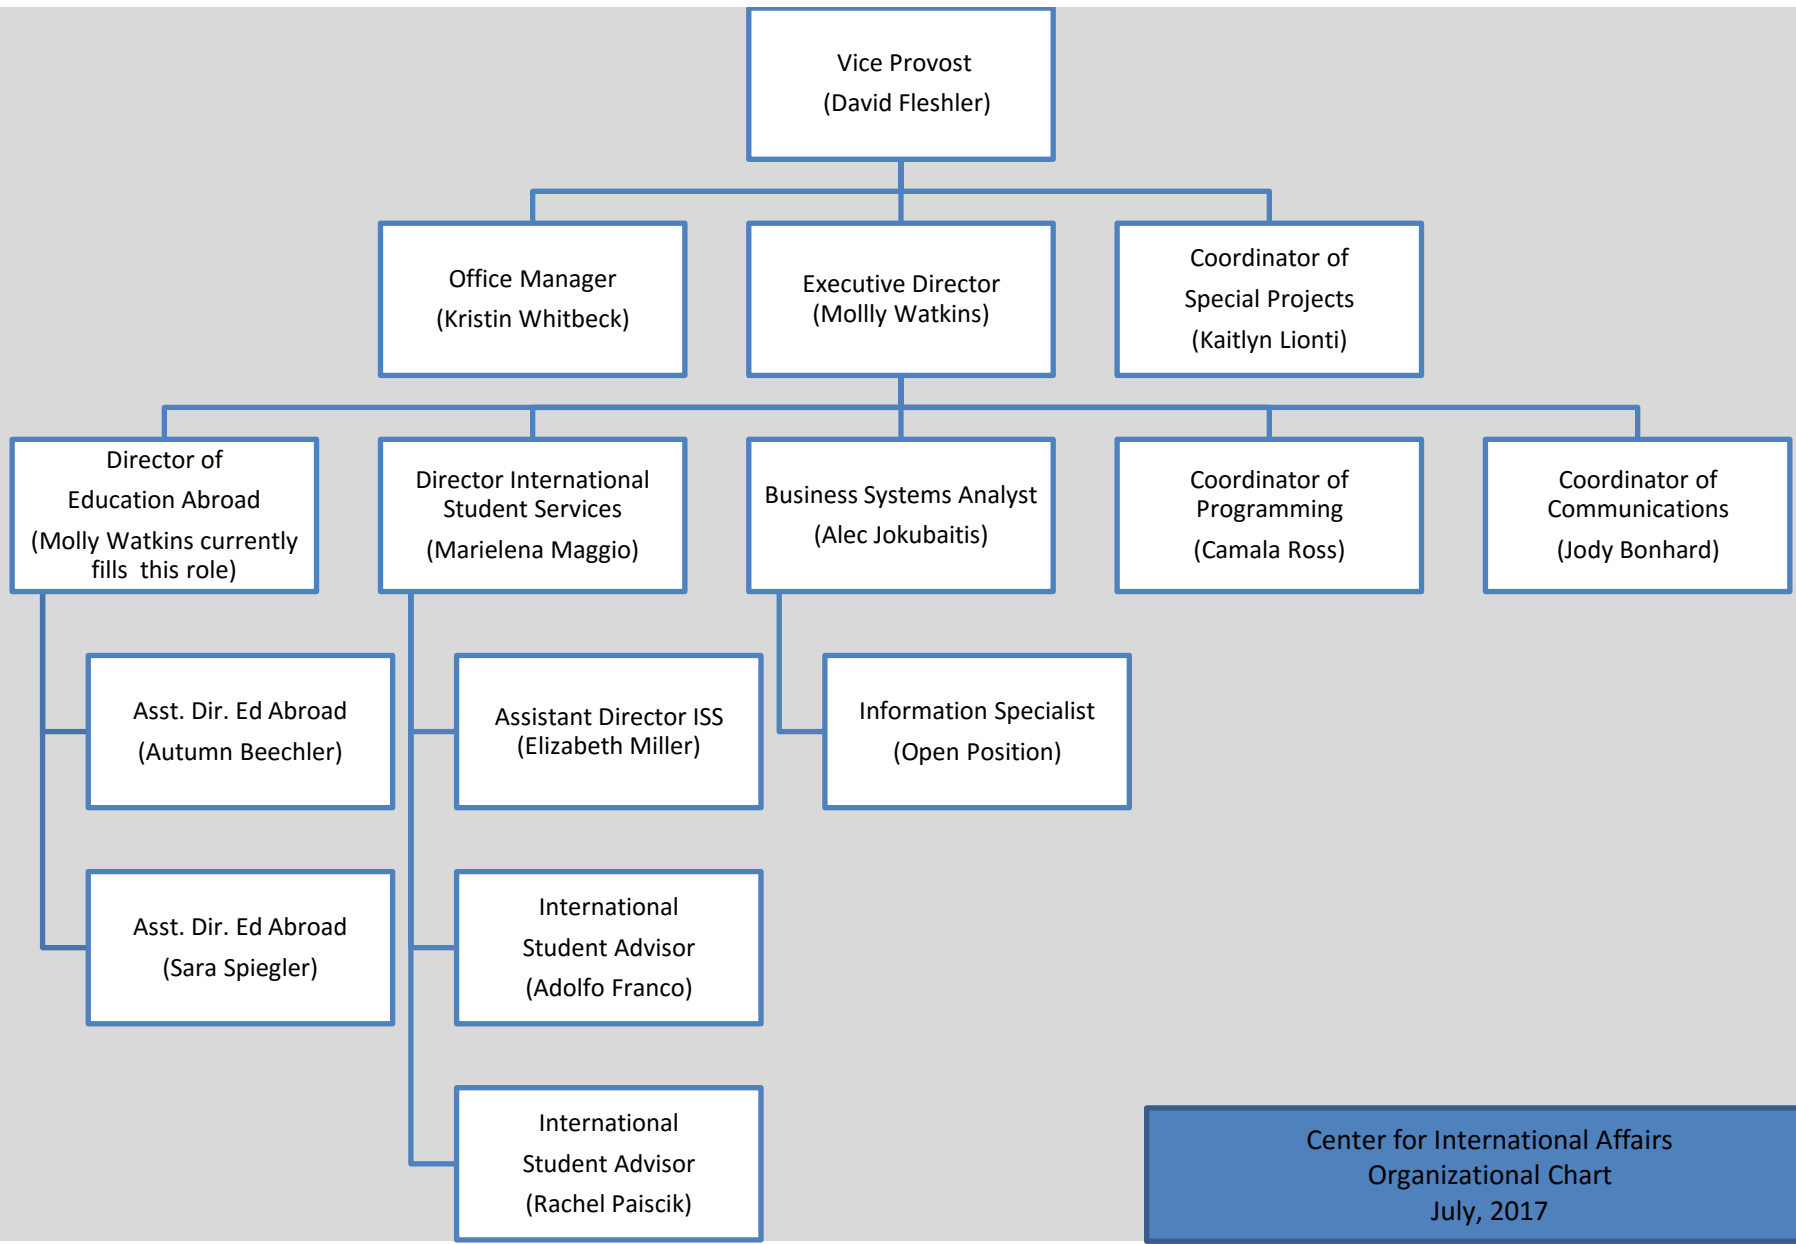 Vice Provost
(David Fleshler)
Office Manager
(Kristin Whitbeck)
Executive Director
(Mollly Watkins)
Coordinator of
Special Projects
(Kaitlyn Lionti)
Director of
Education Abroad
(Molly Watkins currently
fills  this role)
Director International
Student Services
(Marielena Maggio)
Business Systems Analyst
(Alec Jokubaitis)
Coordinator of
Programming
(Camala Ross)
Coordinator of
Communications
(Jody Bonhard)
Asst. Dir. Ed Abroad
(Autumn Beechler)
Assistant Director ISS
(Elizabeth Miller)
Information Specialist
(Open Position)
Asst. Dir. Ed Abroad
(Sara Spiegler)
International
Student Advisor
(Adolfo Franco)
International
Student Advisor
(Rachel Paiscik)
Center for International Affairs
Organizational Chart
July, 2017